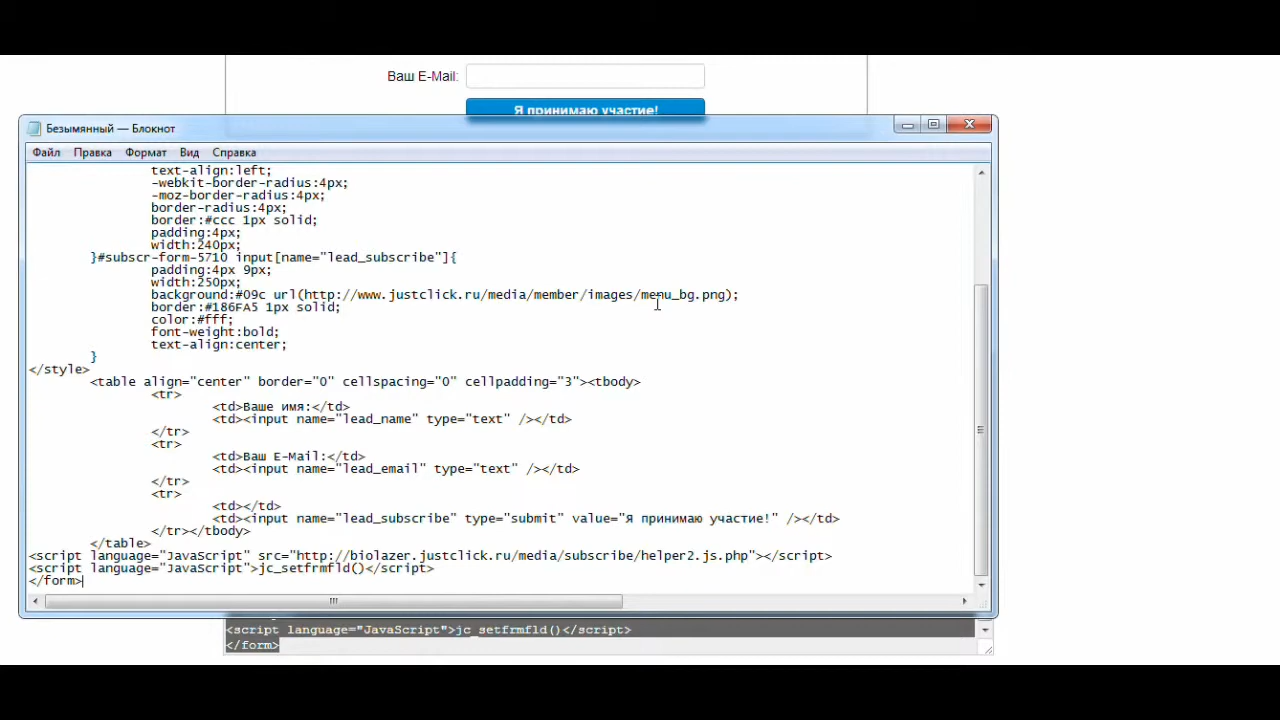 Ваш E-Mail:
Я принимаю участие!
Безымянный — Блокнот
Файл Правка Формат Вид Справка
text-align:left;
-webkit-border-radius:4px;
-moz-border-radius:4px;
border-radius:4px;
border:#ccc 1px solid;
padding:4px;
width:240px;
}#subscr-form-5710 input[name="lead_subscribe"]{
padding:4px 9px;
width:250px;
background:#09c url(http://www.justclick.ru/media/member/images/menu_bg.png);
border:#186FA5 1px solid;
color:#fff;
font-weight:bold;
text-align:center;
}
</style>
<table align="center" border="0" cellspacing="0" cellpadding="3"><tbody>
<tr>
<td>Ваше имя:</td>
<td><input name="lead_name" type="text" /></td>
</tr>
<tr>
<td>Ваш E-Mail:</td>
<td><input name="lead_email" type="text" /></td>
</tr>
<tr>
<td></td>
<td><input name="lead_subscribe" type="submit" value="Я принимаю участие!" /></td>
</tr></tbody>
</table>
<script language="JavaScript" src="http://biolazer.justclick.ru/media/subscribe/helper2.js.php"></script>
<script language="JavaScript">jc_setfrmfld()</script>
</form>
<script language="JavaScript">jc_setfrmfld()</script>
</form>